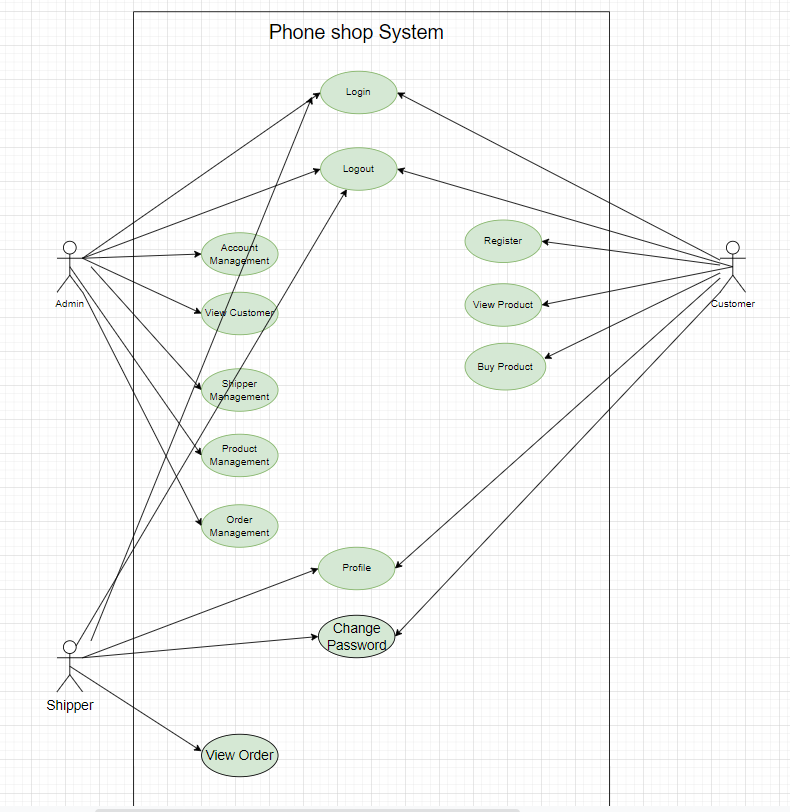 Phone shop System
Login
Logout
Account
Management
Register
View Customer
View Product
Admin
Customer
Buy Product
Shipper
Management
Product
Management
Order
Management
Profile
Change
Password
Shipper
View Order